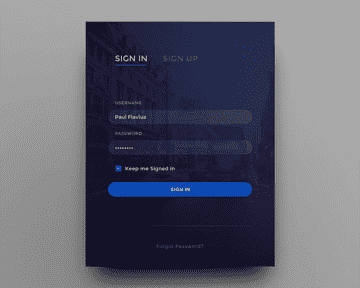 SIGN IN SIGN UP
USERNAME
Paul Flavius
PASSWORD
••••••••
Keep me Signed in
SIGN IN
Forgot Password?